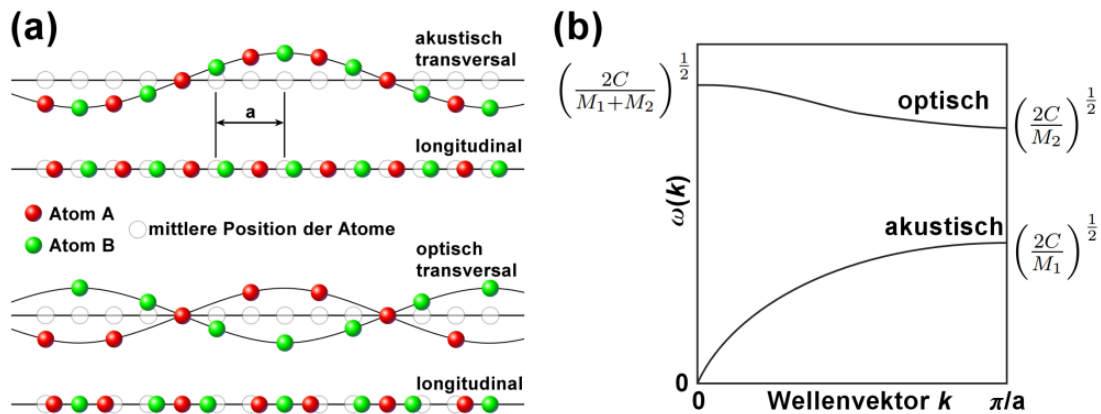 (a)
akustisch
transversal
a
longitudinal
Atom A
Atom B
mittlere Position der Atome
optisch
transversal
longitudinal
(b)
(2C/(M₁+M₂))^(1/2)
optisch
(2C/M₂)^(1/2)
ω(k)
akustisch
(2C/M₁)^(1/2)
0
0 Wellenvektor k π/a